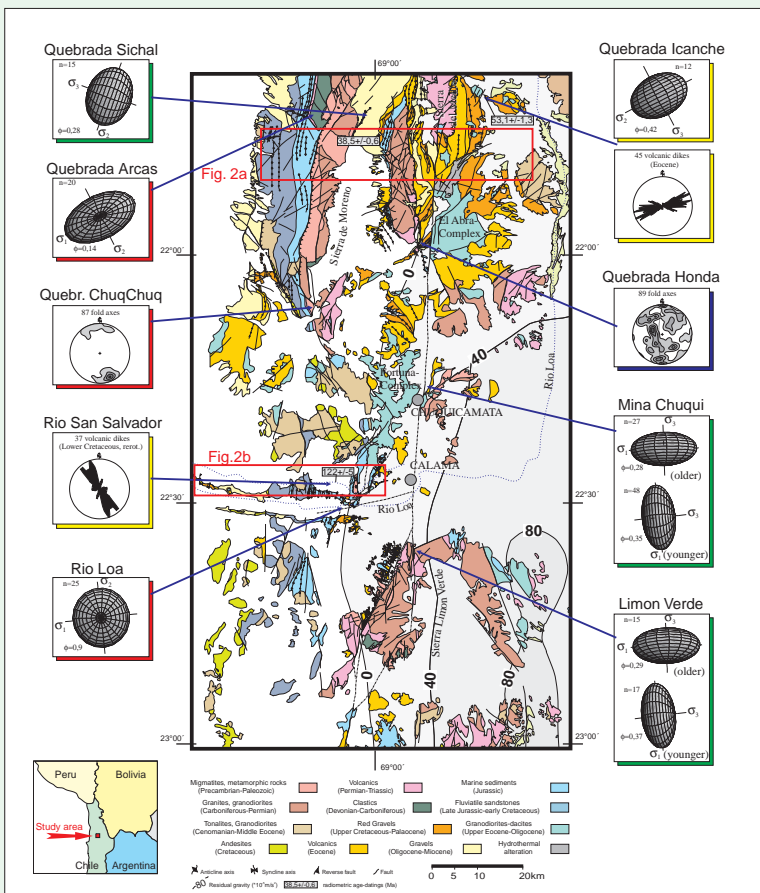 Quebrada Sichal
n=15
σ3
σ2
ϕ=0,28
Quebrada Arcas
n=20
σ1
σ2
ϕ=0,14
Quebr. ChuqChuq
87 fold axes
Rio San Salvador
37 volcanic dikes
(Lower Cretaceous, rerot.)
Rio Loa
n=25
σ2
σ1
ϕ=0,9
69°00´
53,1+/-1,3
38,5+/-0,6
Fig. 2a
Sierra de Moreno
El Abra-
Complex
22°00´
0
40
Rio Loa
Fortuna-
Complex
CHUQUICAMATA
Fig.2b
122+/-5
CALAMA
22°30´
Rio Loa
80
Sierra Limon Verde
0
40
80
23°00´
69°00´
Quebrada Icanche
n=12
σ2
ϕ=0,42
σ3
45 volcanic dikes
(Eocene)
Quebrada Honda
89 fold axes
Mina Chuqui
n=27
σ3
σ1
ϕ=0,28
(older)
n=48
σ3
ϕ=0,35
σ1 (younger)
Limon Verde
n=15
σ3
σ1
ϕ=0,29
(older)
n=17
σ3
ϕ=0,37
σ1 (younger)
Peru
Bolivia
Study area
Chile
Argentina
Migmatites, metamorphic rocks
(Precambrian-Paleozoic)
Volcanics
(Permian-Triassic)
Marine sediments
(Jurassic)
Granites, granodiorites
(Carboniferous-Permian)
Clastics
(Devonian-Carboniferous)
Fluviatile sandstones
(Late Jurassic-early Cretaceous)
Tonalites, Granodiorites
(Cenomanian-Middle Eocene)
Red Gravels
(Upper Cretaceous-Palaocene)
Granodiorites-dacites
(Upper Eocene-Oligocene)
Andesites
(Cretaceous)
Volcanics
(Eocene)
Gravels
(Oligocene-Miocene)
Hydrothermal
alteration
Anticline axis
Syncline axis
Reverse fault
Fault
80 Residual gravity (*10⁻⁵m/s²)
38,5+/-0,6 radiometric age-datings (Ma)
0 5 10 20km